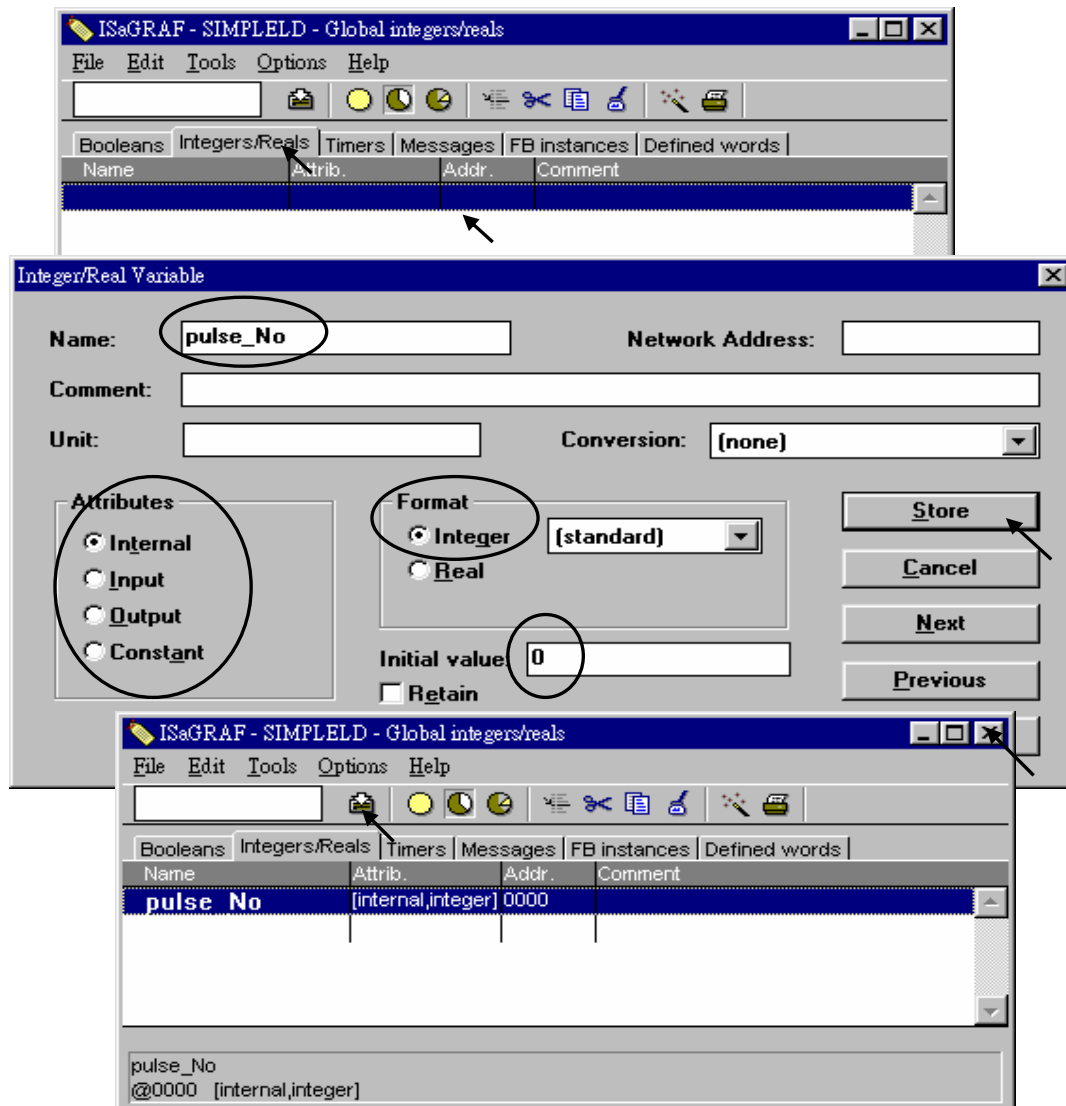 ISaGRAF - SIMPLELD - Global integers/reals
File Edit Tools Options Help
Booleans Integers/Reals Timers Messages FB instances Defined words
Name Attrib. Addr. Comment
Integer/Real Variable
Name: pulse_No Network Address:
Comment:
Unit: Conversion: (none)
Attributes Format Store
Internal Integer (standard)
Input Real Cancel
Output Next
Constant Initial value: 0
Retain Previous
ISaGRAF - SIMPLELD - Global integers/reals
File Edit Tools Options Help
Booleans Integers/Reals Timers Messages FB instances Defined words
Name Attrib. Addr. Comment
pulse_No [internal,integer] 0000
pulse_No
@0000 [internal,integer]